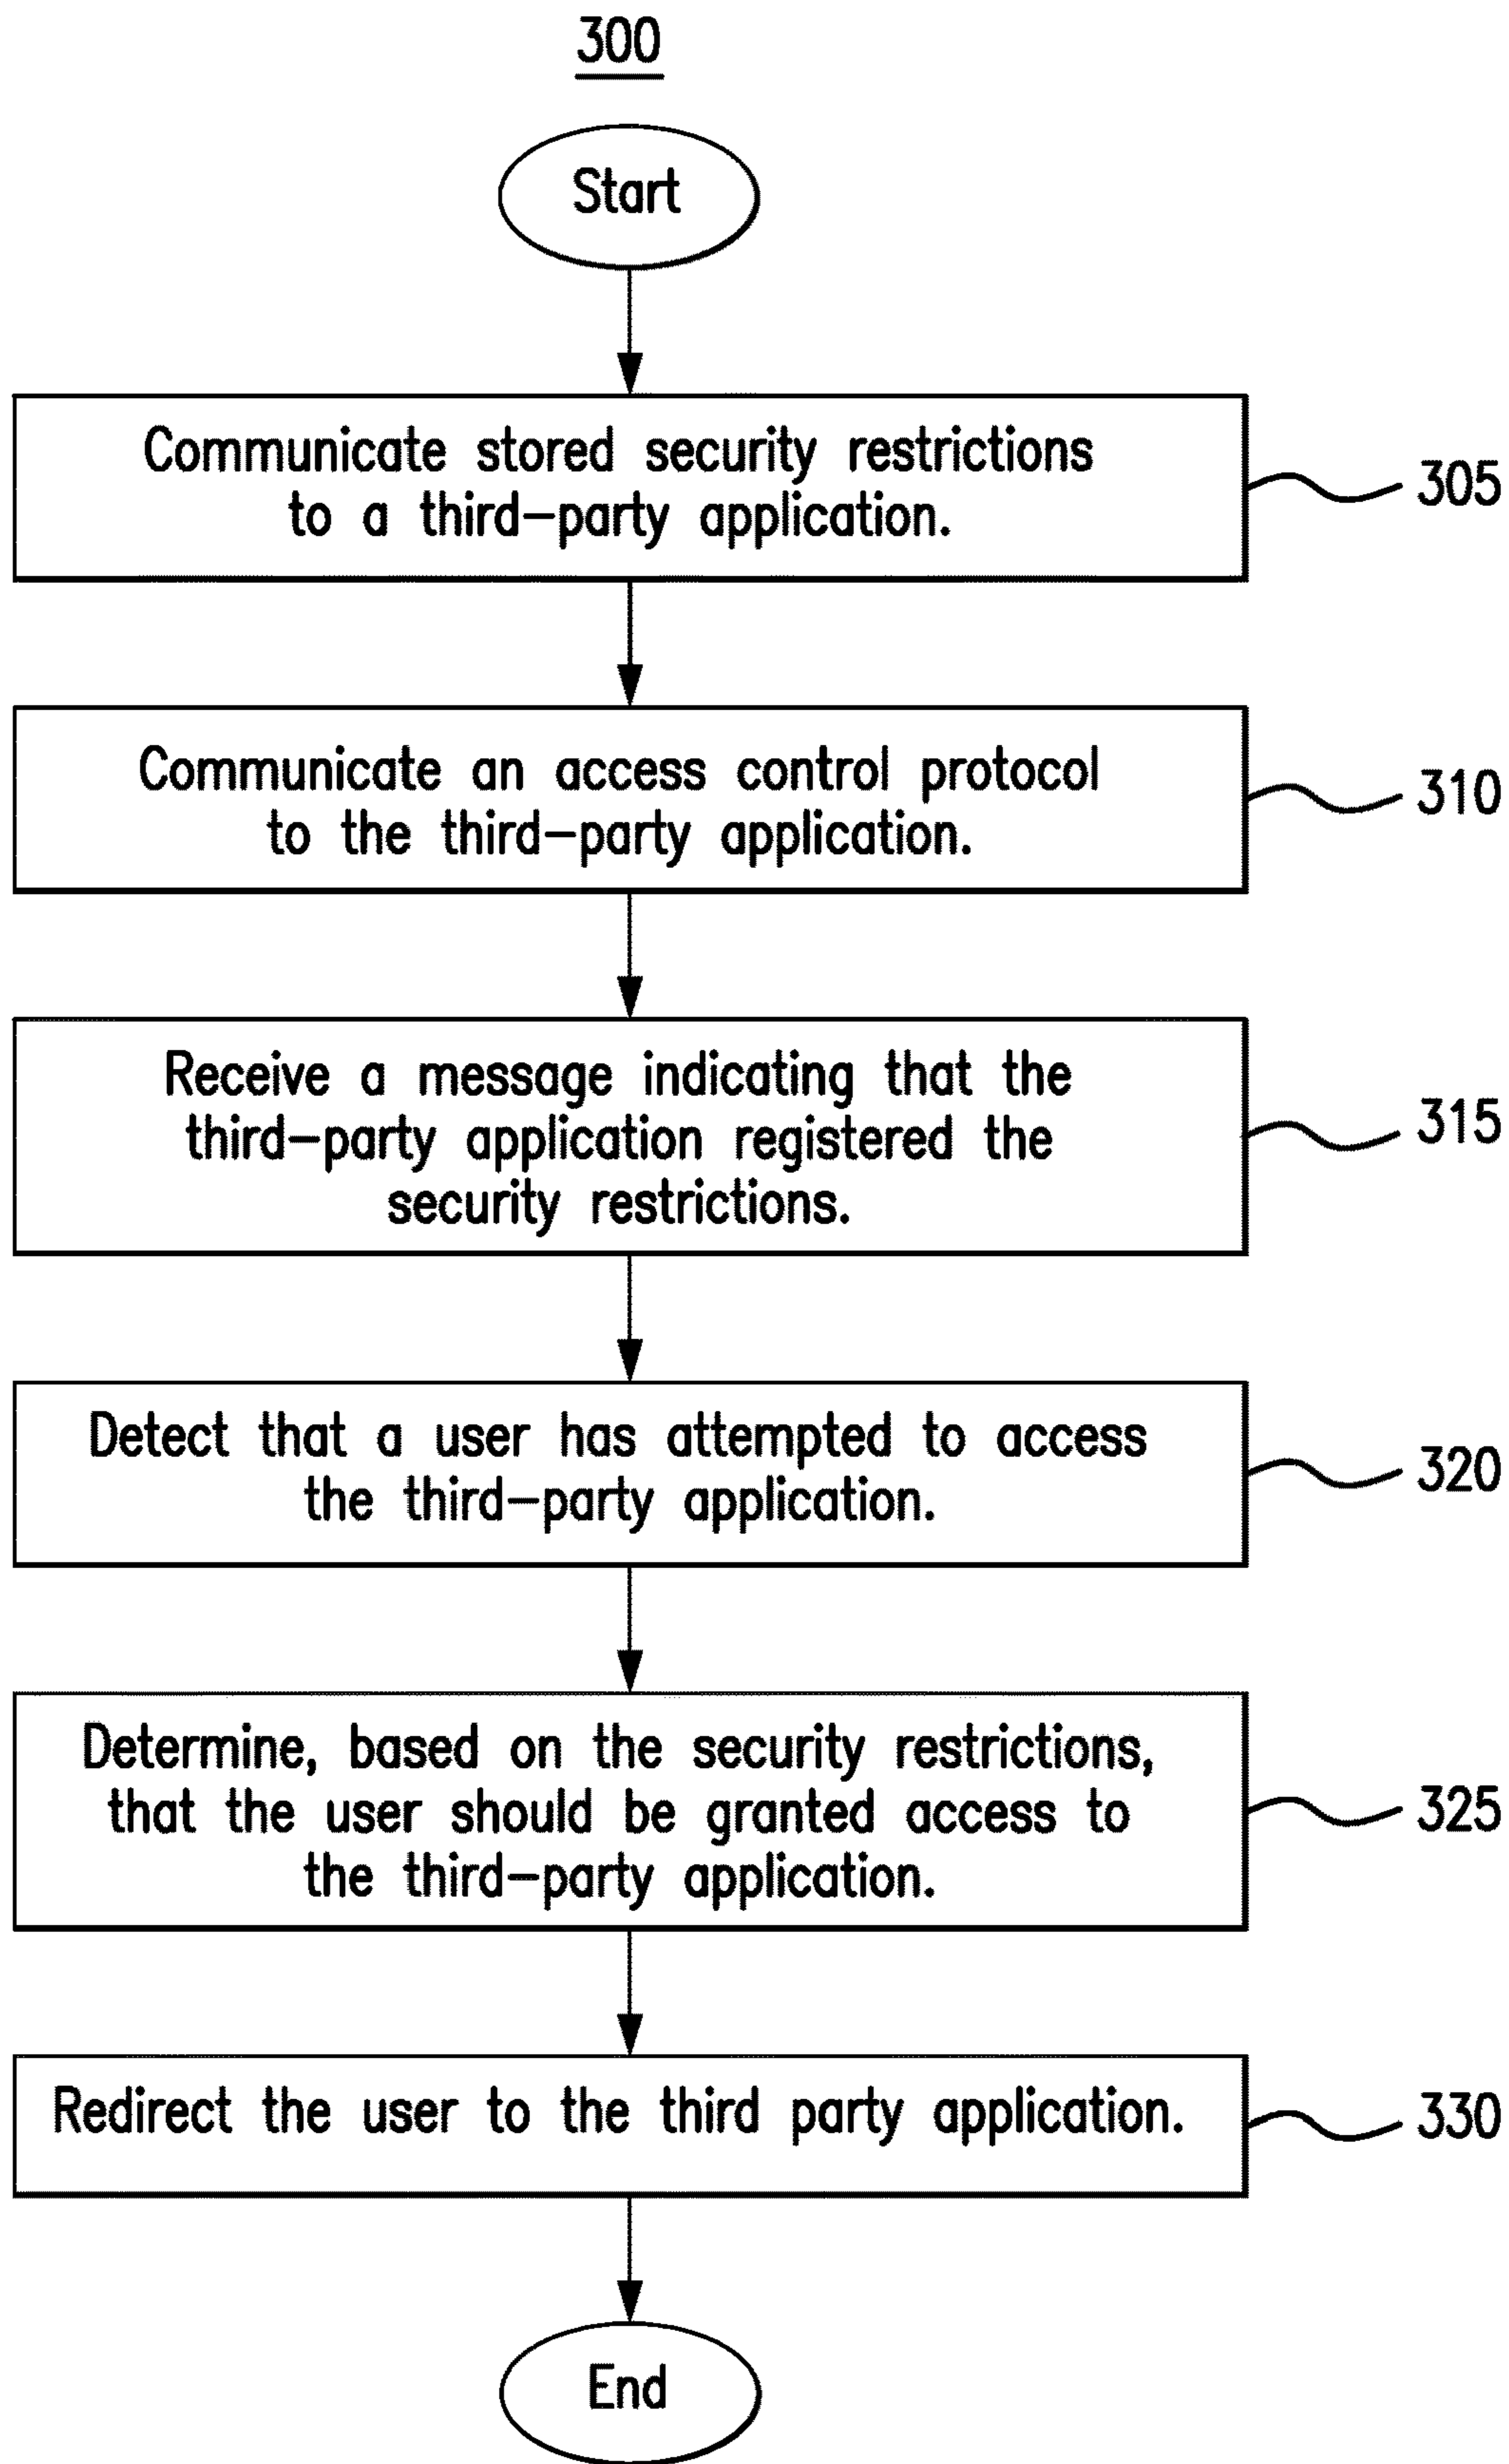 300
Start
Communicate stored security restrictions
to a third-party application.
305
Communicate an access control protocol
to the third-party application.
310
Receive a message indicating that the
third-party application registered the
security restrictions.
315
Detect that a user has attempted to access
the third-party application.
320
Determine, based on the security restrictions,
that the user should be granted access to
the third-party application.
325
Redirect the user to the third party application.
330
End